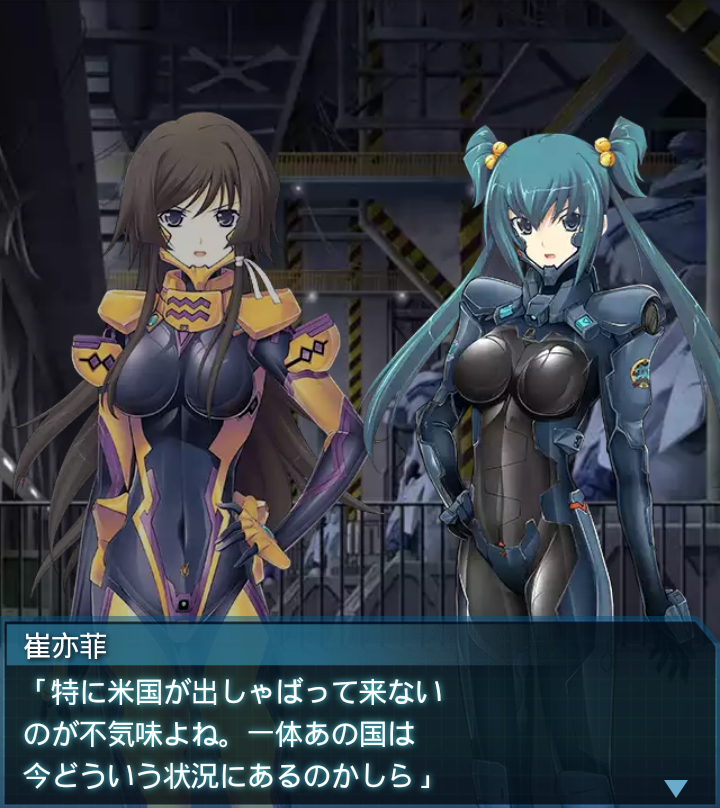 崔亦菲
「特に米国が出しゃばって来ない
のが不気味よね。一体あの国は
今どういう状況にあるのかしら」